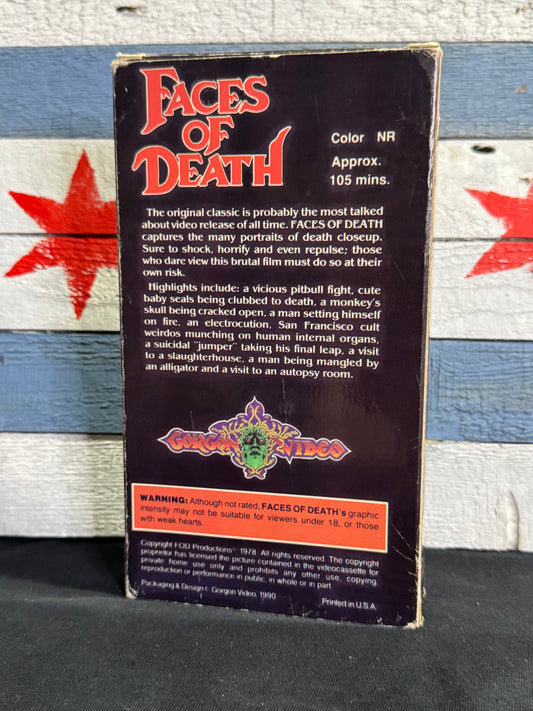 FACES
OF
DEATH
Color NR
Approx.
105 mins.
The original classic is probably the most talked
about video release of all time. FACES OF DEATH
captures the many portraits of death closeup.
Sure to shock, horrify and even repulse; those
who dare view this brutal film must do so at their
own risk.
Highlights include: a vicious pitbull fight, cute
baby seals being clubbed to death, a monkey's
skull being cracked open, a man setting himself
on fire, an electrocution, San Francisco cult
weirdos munching on human internal organs,
a suicidal "jumper" taking his final leap, a visit
to a slaughterhouse, a man being mangled by
an alligator and a visit to an autopsy room.
GORGON VIDEO
WARNING: Although not rated, FACES OF DEATH's graphic
intensity may not be suitable for viewers under 18, or those
with weak hearts.
Copyright FOD Productions 1978. All rights reserved. The copyright
proprietor has licensed the picture contained in the videocassette for
private home use only and prohibits any other use, copying,
reproduction or performance in public, in whole or in part.
Packaging & Design c Gorgon Video, 1990
Printed in U.S.A.